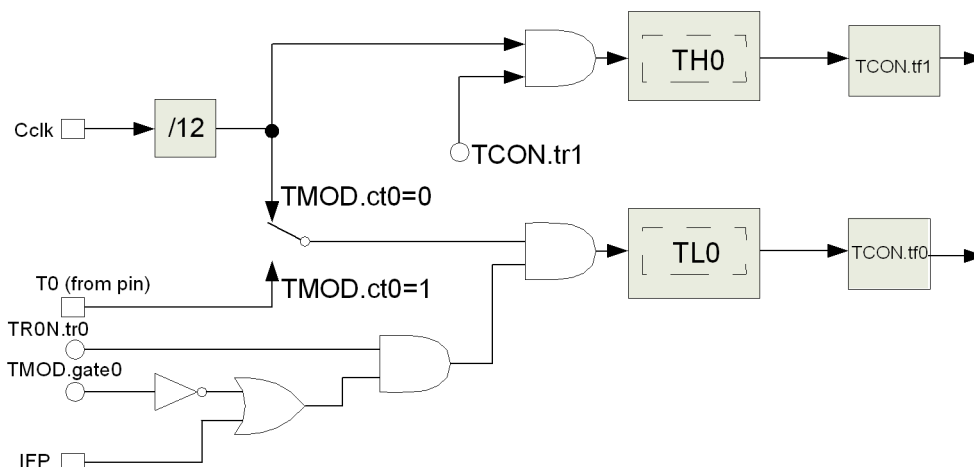 TH0
TCON.tf1
Cclk
/12
TCON.tr1
TMOD.ct0=0
TL0
TCON.tf0
T0 (from pin)
TMOD.ct0=1
TR0N.tr0
TMOD.gate0
IFP